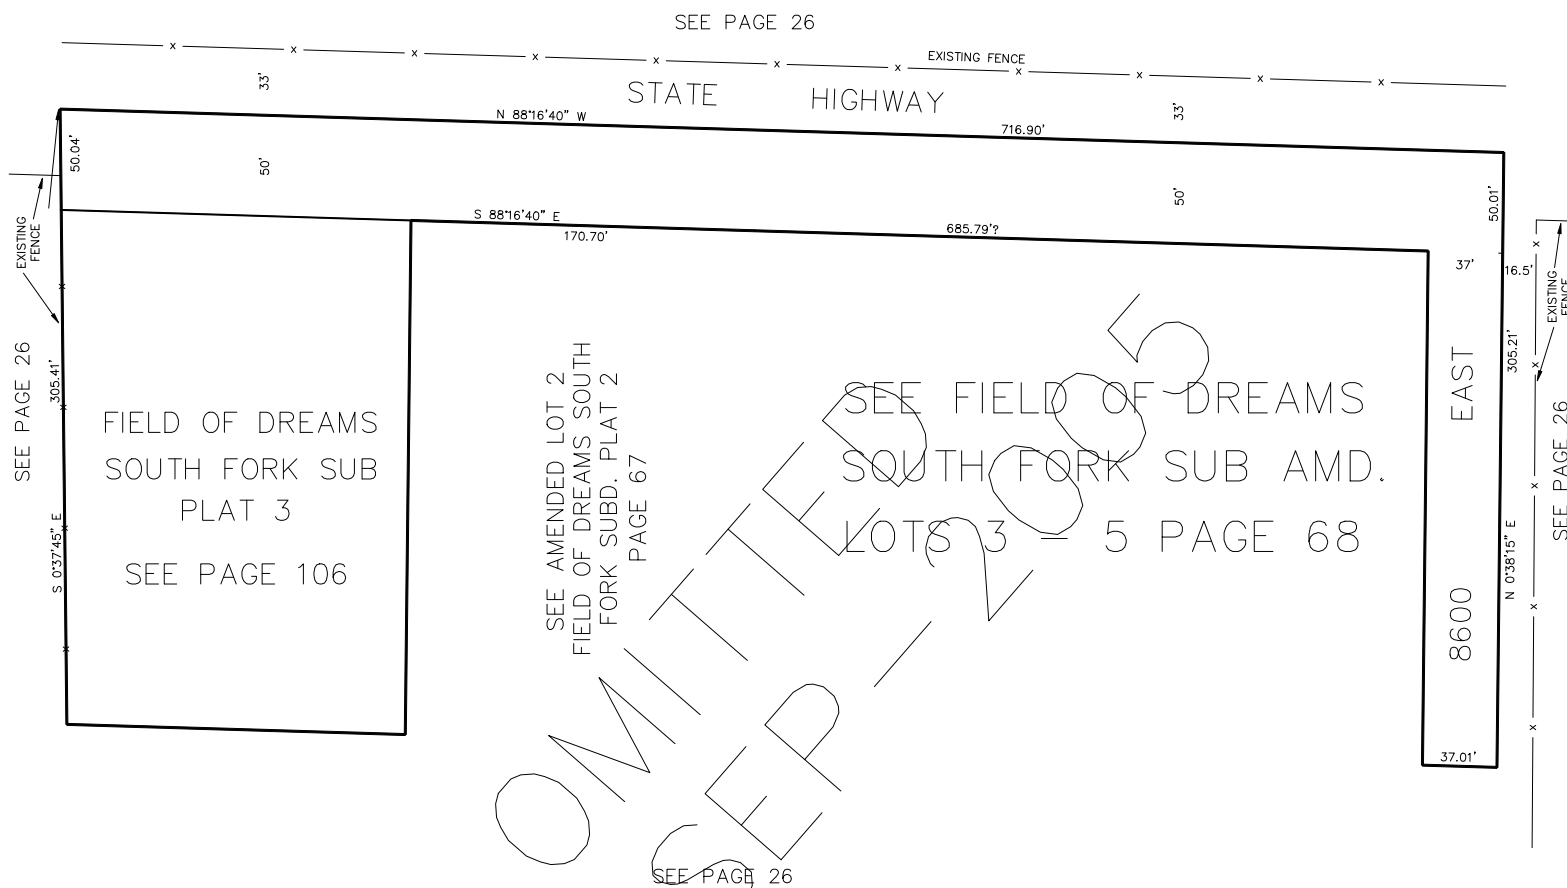 SEE PAGE 26
EXISTING FENCE
STATE HIGHWAY
33'
33'
N 88°16'40" W
716.90'
50.04'
50'
50'
50.01'
S 88°16'40" E
170.70'
685.79'?
37'
16.5'
EXISTING
FENCE
EXISTING
FENCE
SEE PAGE 26
305.41'
S 0°37'45" E
FIELD OF DREAMS
SOUTH FORK SUB
PLAT 3
SEE PAGE 106
SEE AMENDED LOT 2
FIELD OF DREAMS SOUTH
FORK SUBD. PLAT 2
PAGE 67
SEE FIELD OF DREAMS
SOUTH FORK SUB AMD.
LOTS 3 – 5 PAGE 68
OMITTED
SEP – 2005
8600 EAST
305.21'
N 0°38'15" E
SEE PAGE 26
37.01'
SEE PAGE 26